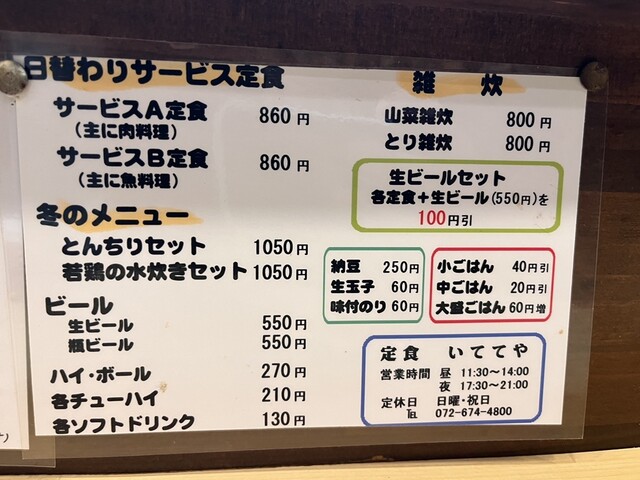 日替わりサービス定食
サービスA定食 860円
(主に肉料理)
サービスB定食 860円
(主に魚料理)
冬のメニュー
とんちりセット 1050円
若鶏の水炊きセット 1050円
ビール
生ビール 550円
瓶ビール 550円
ハイ・ボール 270円
各チューハイ 210円
各ソフトドリンク 130円
雑炊
山菜雑炊 800円
とり雑炊 800円
生ビールセット
各定食+生ビール(550円)を
100円引
納豆 250円
生玉子 60円
味付のり 60円
小ごはん 40円引
中ごはん 20円引
大盛ごはん 60円増
定食 いててや
営業時間 昼 11:30〜14:00
夜 17:30〜21:00
定休日 日曜・祝日
℡ 072-674-4800